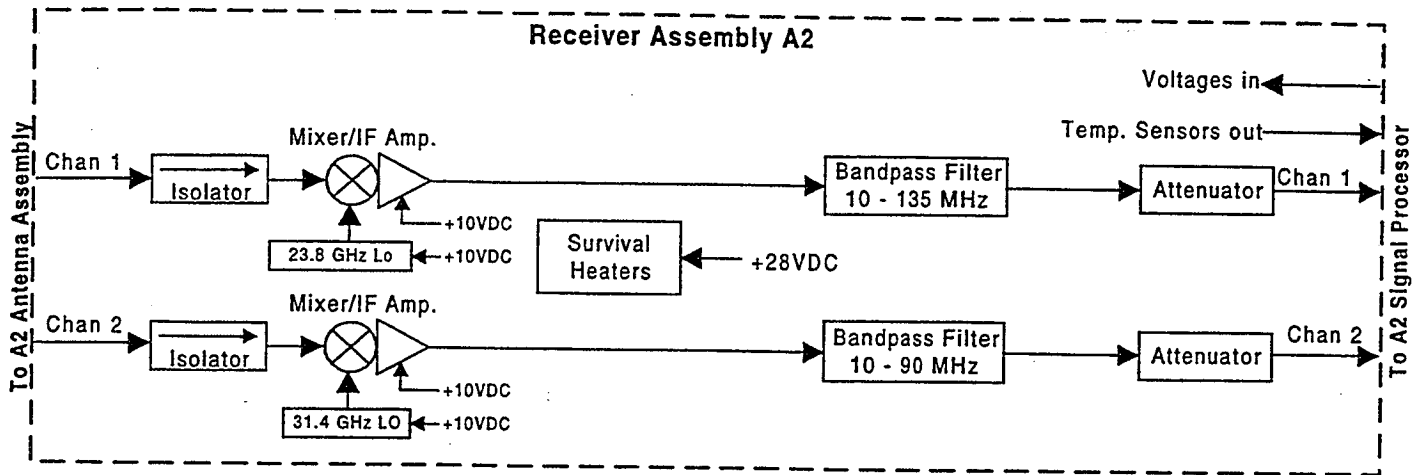 Receiver Assembly A2
Voltages in
Temp. Sensors out
To A2 Antenna Assembly
To A2 Signal Processor
Chan 1
Isolator
Mixer/IF Amp.
+10VDC
23.8 GHz Lo
+10VDC
Bandpass Filter
10 - 135 MHz
Attenuator
Chan 1
Survival
Heaters
+28VDC
Chan 2
Isolator
Mixer/IF Amp.
+10VDC
31.4 GHz LO
+10VDC
Bandpass Filter
10 - 90 MHz
Attenuator
Chan 2